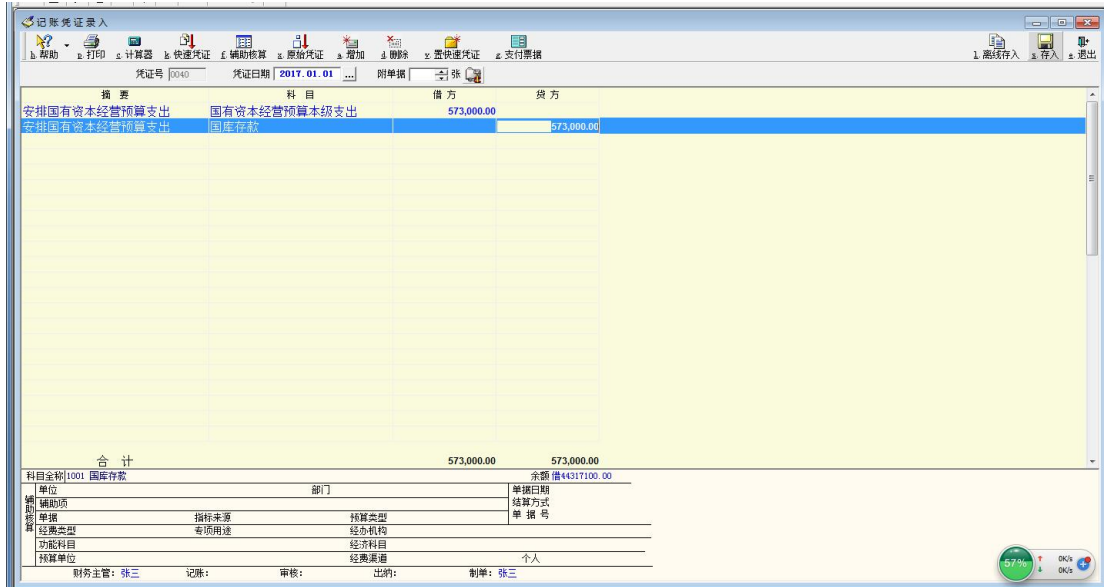 记账凭证录入
h.帮助 p.打印 c.计算器 k.快速凭证 f.辅助核算 x.原始凭证 a.增加 d.删除 y.置快速凭证 z.支付票据 l.离线存入 s.存入 e.退出
凭证号 0040 凭证日期 2017.01.01 ... 附单据 张
摘 要 科 目 借 方 贷 方
安排国有资本经营预算支出 国有资本经营预算本级支出 573,000.00
安排国有资本经营预算支出 国库存款 573,000.00
合 计 573,000.00 573,000.00
科目全称 1001 国库存款 余额 借44317100.00
辅助核算
单位 部门 单据日期
辅助项 结算方式
单据 指标来源 预算类型 单 据 号
经费类型 专项用途 经办机构
功能科目 经济科目
预算单位 经费渠道 个人
财务主管: 张三 记账: 审核: 出纳: 制单: 张三
57% 0K/s
0K/s